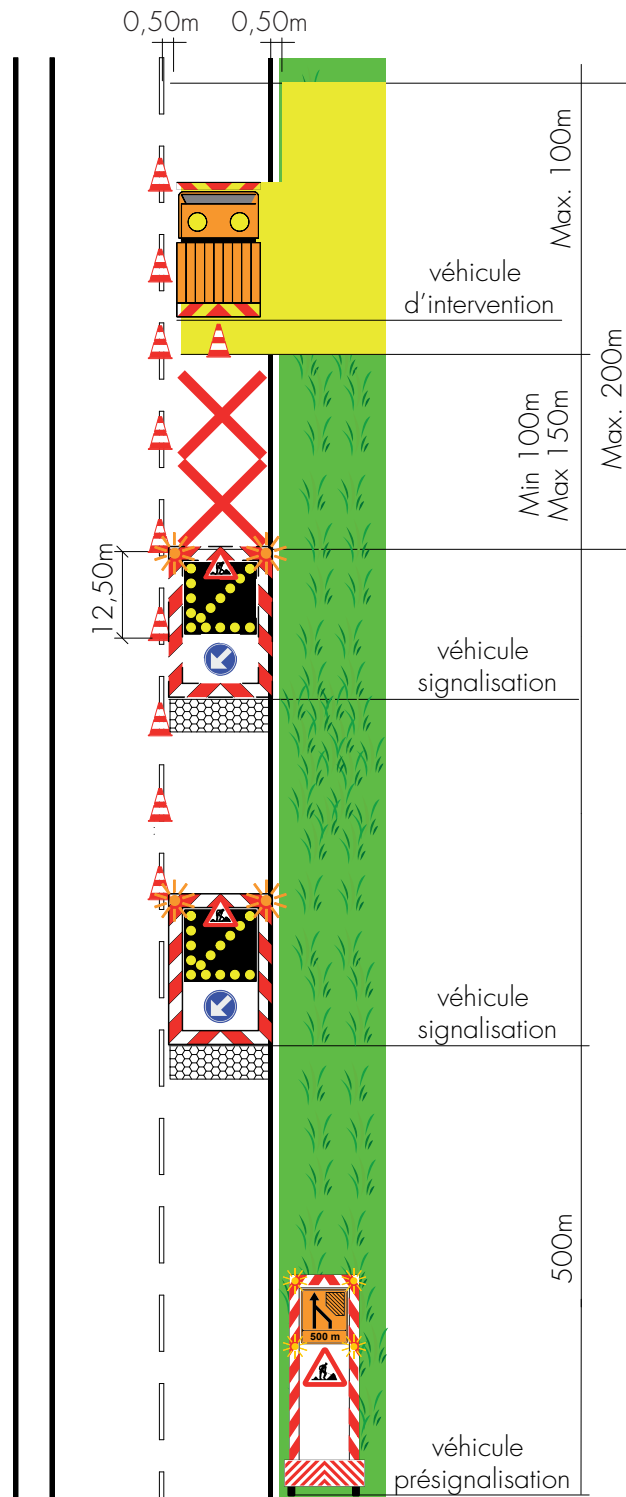 0,50m 0,50m
Max. 100m
véhicule
d'intervention
Max. 200m
Min 100m
Max 150m
12,50m
véhicule
signalisation
véhicule
signalisation
500m
500 m
véhicule
présignalisation